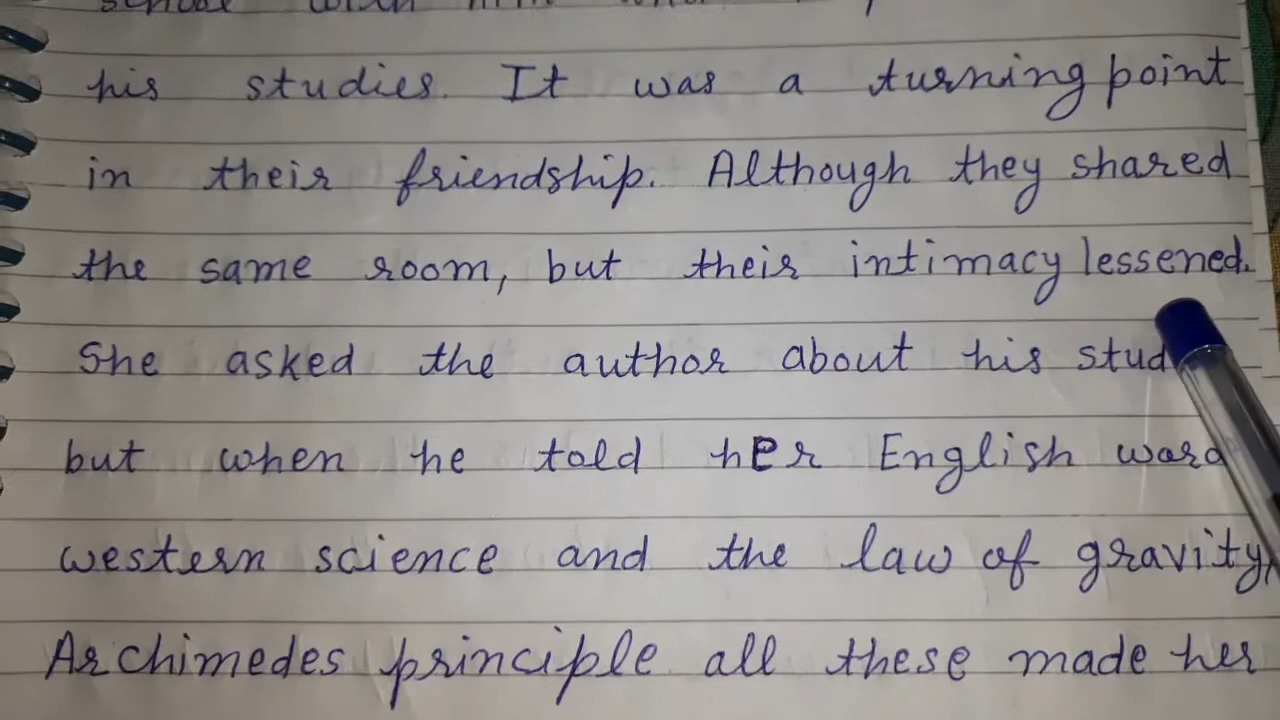 his studies. It was a turning point
in their friendship. Although they shared
the same room, but their intimacy lessened.
She asked the author about his
but when he told her English
western science and the law of gravity,
Archimedes principle all these made her